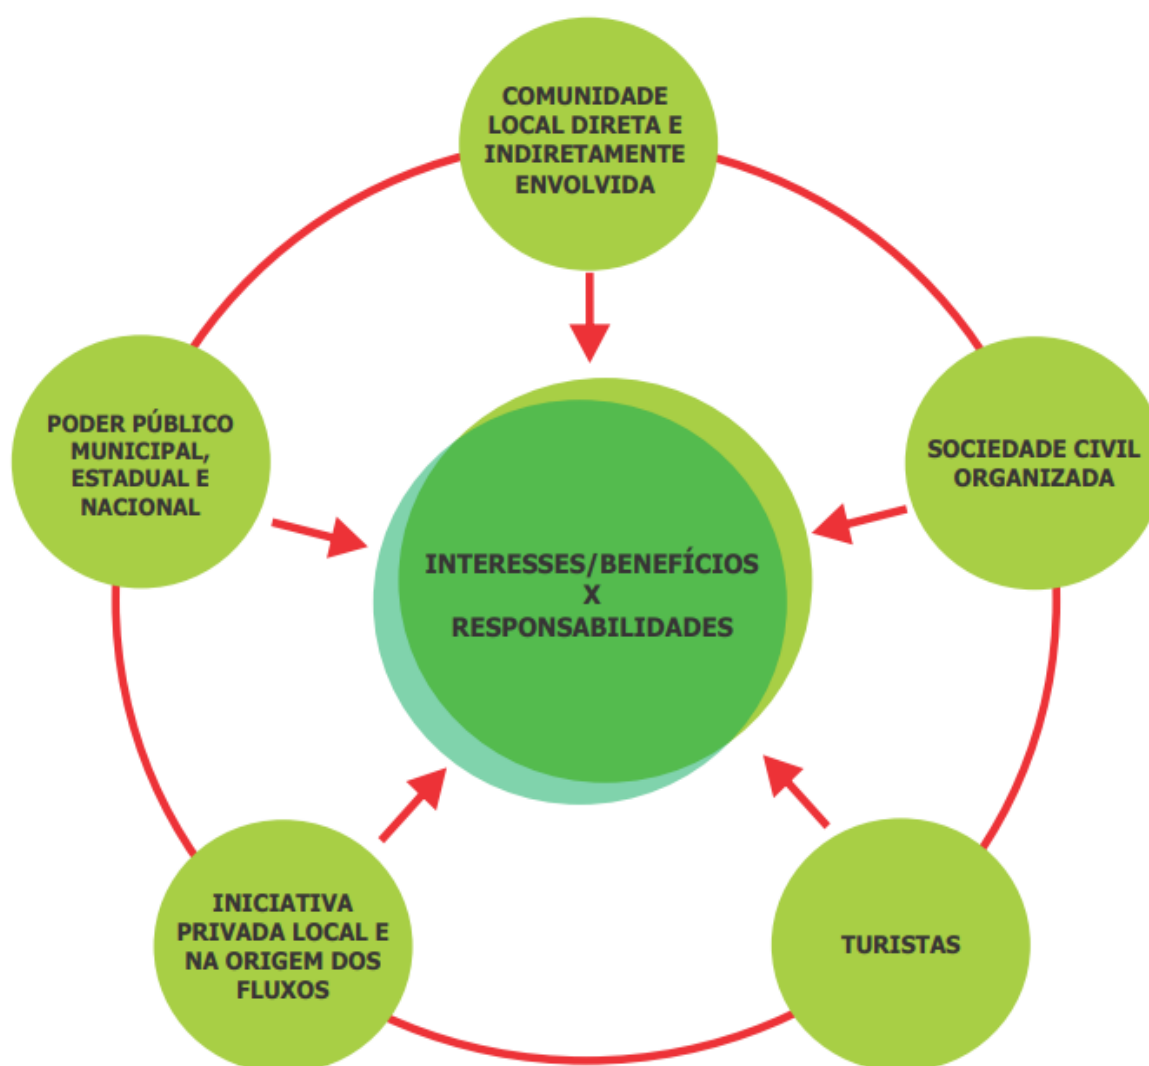 COMUNIDADE
LOCAL DIRETA E
INDIRETAMENTE
ENVOLVIDA
PODER PÚBLICO
MUNICIPAL,
ESTADUAL E
NACIONAL
SOCIEDADE CIVIL
ORGANIZADA
INTERESSES/BENEFÍCIOS
X
RESPONSABILIDADES
INICIATIVA
PRIVADA LOCAL E
NA ORIGEM DOS
FLUXOS
TURISTAS